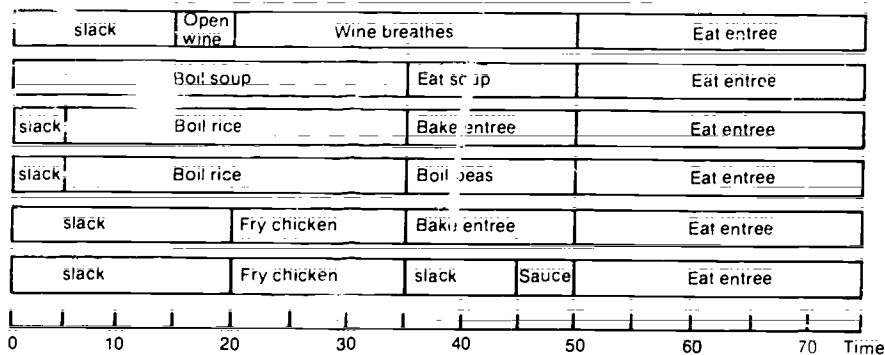 slack Open wine Wine breathes Eat entree
Boil soup Eat soup Eat entree
slack Boil rice Bake entree Eat entree
slack Boil rice Boil peas Eat entree
slack Fry chicken Bake entree Eat entree
slack Fry chicken slack Sauce Eat entree
0 10 20 30 40 50 60 70 Time